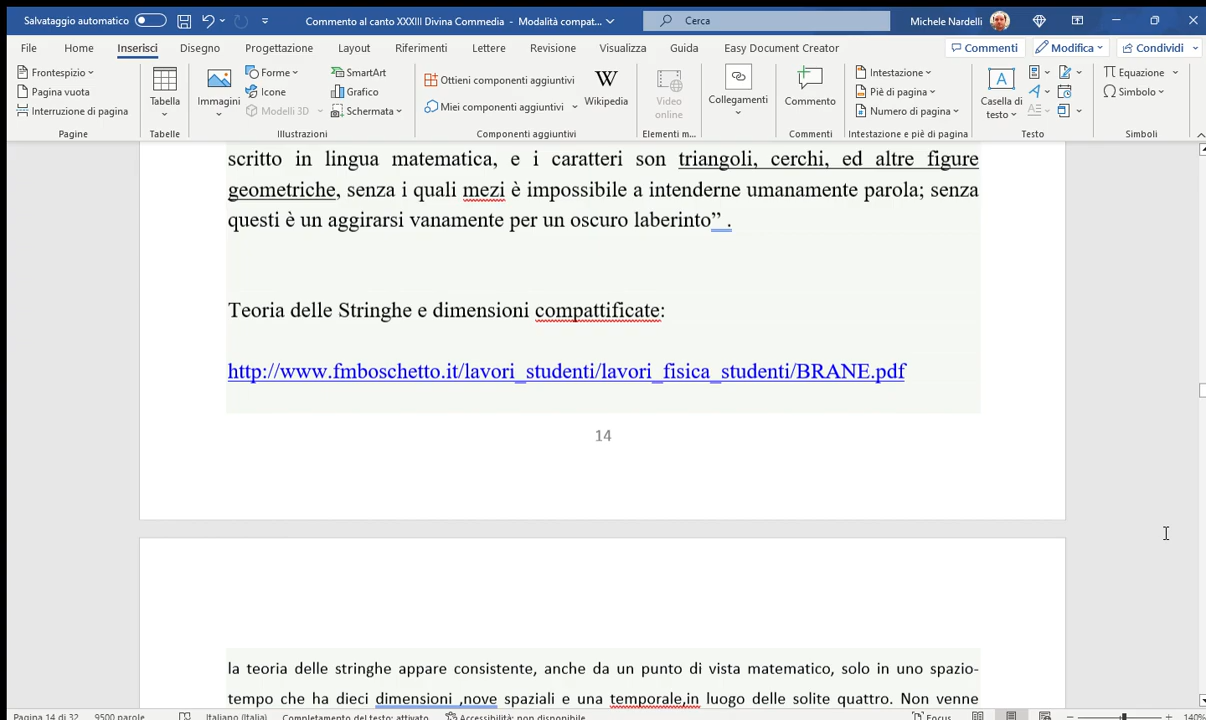 Salvataggio automatico
Commento al canto XXXIII Divina Commedia - Modalità compat...
Cerca
Michele Nardelli
File Home Inserisci Disegno Progettazione Layout Riferimenti Lettere Revisione Visualizza Guida Easy Document Creator Commenti Modifica Condividi
Frontespizio
Pagina vuota
Interruzione di pagina
Pagine
Tabella
Tabelle
Immagini
Forme
Icone
Modelli 3D
SmartArt
Grafico
Schermata
Illustrazioni
Ottieni componenti aggiuntivi
Miei componenti aggiuntivi
W
Wikipedia
Componenti aggiuntivi
Video
online
Elementi m...
Collegamenti
Commento
Commenti
Intestazione
Piè di pagina
Numero di pagina
Intestazione e piè di pagina
Casella di
testo
Testo
Equazione
Simbolo
Simboli
scritto in lingua matematica, e i caratteri son triangoli, cerchi, ed altre figure
geometriche, senza i quali mezi è impossibile a intenderne umanamente parola; senza
questi è un aggirarsi vanamente per un oscuro laberinto” .
Teoria delle Stringhe e dimensioni compattificate:
http://www.fmboschetto.it/lavori_studenti/lavori_fisica_studenti/BRANE.pdf
14
la teoria delle stringhe appare consistente, anche da un punto di vista matematico, solo in uno spazio-
tempo che ha dieci dimensioni ,nove spaziali e una temporale,in luogo delle solite quattro. Non venne
Pagina 14 di 32 9500 parole Italiano (Italia) Completamento del testo: attivato Accessibilità: non disponibile Focus 140%